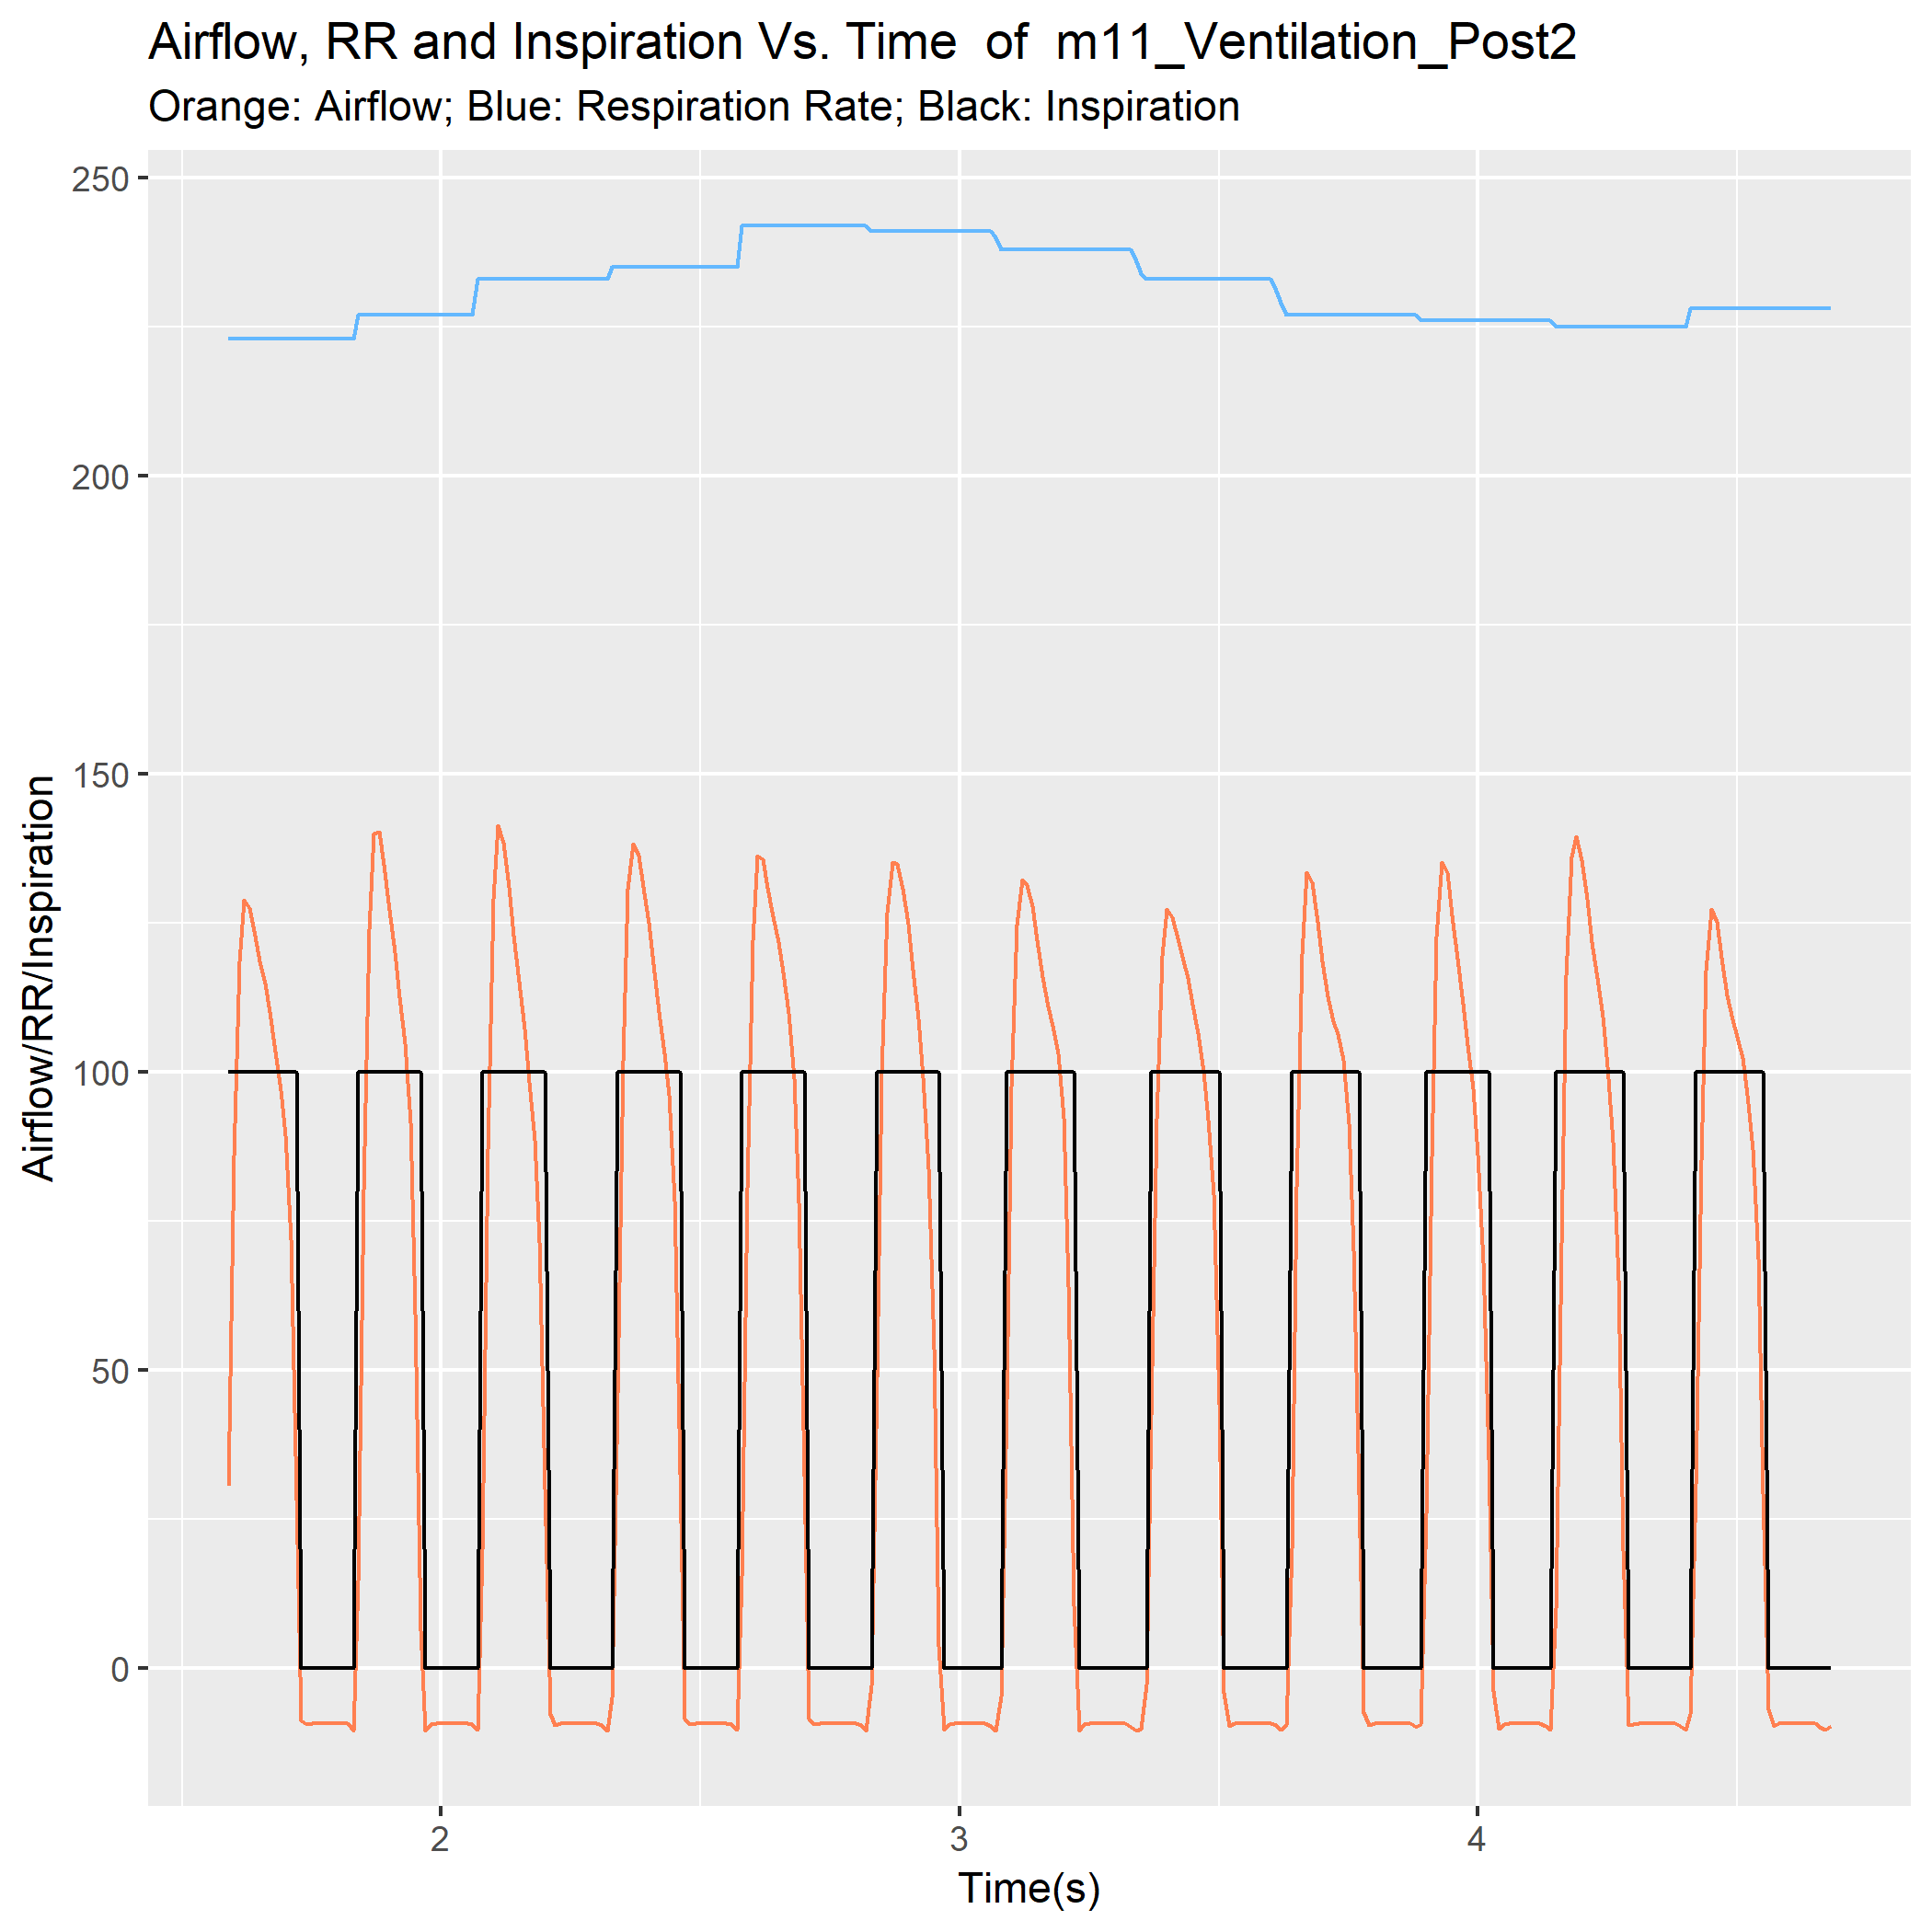 Airflow, RR and Inspiration Vs. Time  of  m11_Ventilation_Post2
Orange: Airflow; Blue: Respiration Rate; Black: Inspiration
250
200
150
100
50
0
Airflow/RR/Inspiration
2 3 4
Time(s)